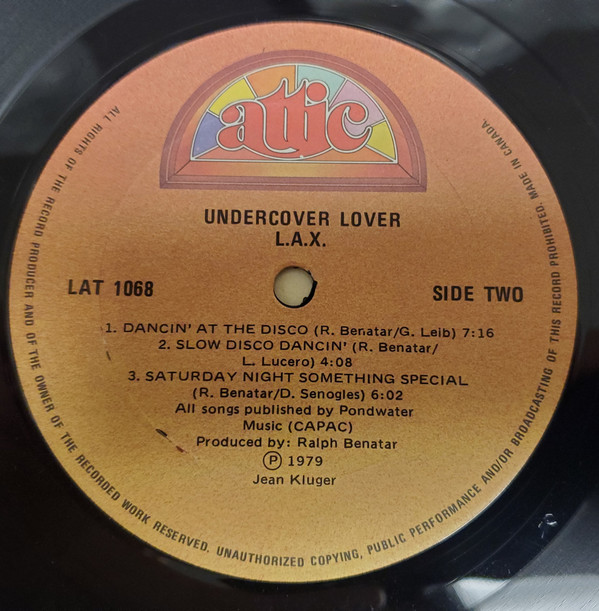 attic
UNDERCOVER LOVER
L.A.X.
LAT 1068
SIDE TWO
1. DANCIN' AT THE DISCO (R. Benatar/G. Leib) 7:16
2. SLOW DISCO DANCIN' (R. Benatar/
L. Lucero) 4:08
3. SATURDAY NIGHT SOMETHING SPECIAL
(R. Benatar/D. Senogles) 6:02
All songs published by Pondwater
Music (CAPAC)
Produced by: Ralph Benatar
Ⓟ 1979
Jean Kluger
ALL RIGHTS OF THE RECORD PRODUCER AND OF THE OWNER OF THE RECORDED WORK RESERVED. UNAUTHORIZED COPYING, PUBLIC PERFORMANCE AND/OR BROADCASTING OF THIS RECORD PROHIBITED. MADE IN CANADA.